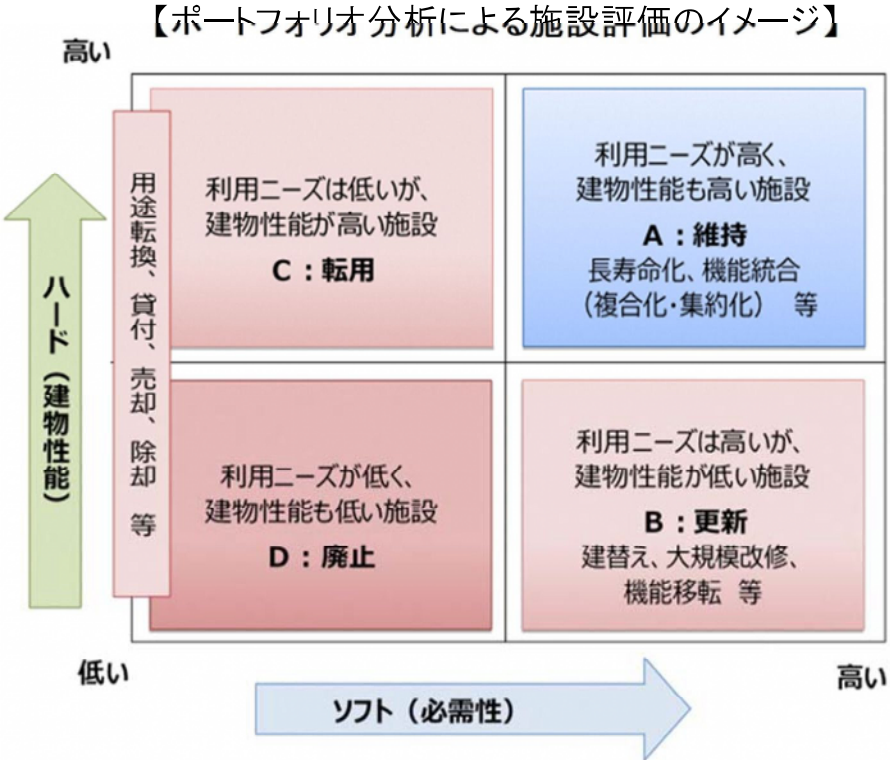 【ポートフォリオ分析による施設評価のイメージ】
高い
ハード（建物性能）
用途転換、貸付、売却、除却　等
利用ニーズは低いが、
建物性能が高い施設
C：転用
利用ニーズが高く、
建物性能も高い施設
A：維持
長寿命化、機能統合
（複合化・集約化）　等
利用ニーズが低く、
建物性能も低い施設
D：廃止
利用ニーズは高いが、
建物性能が低い施設
B：更新
建替え、大規模改修、
機能移転　等
低い
ソフト（必需性）
高い